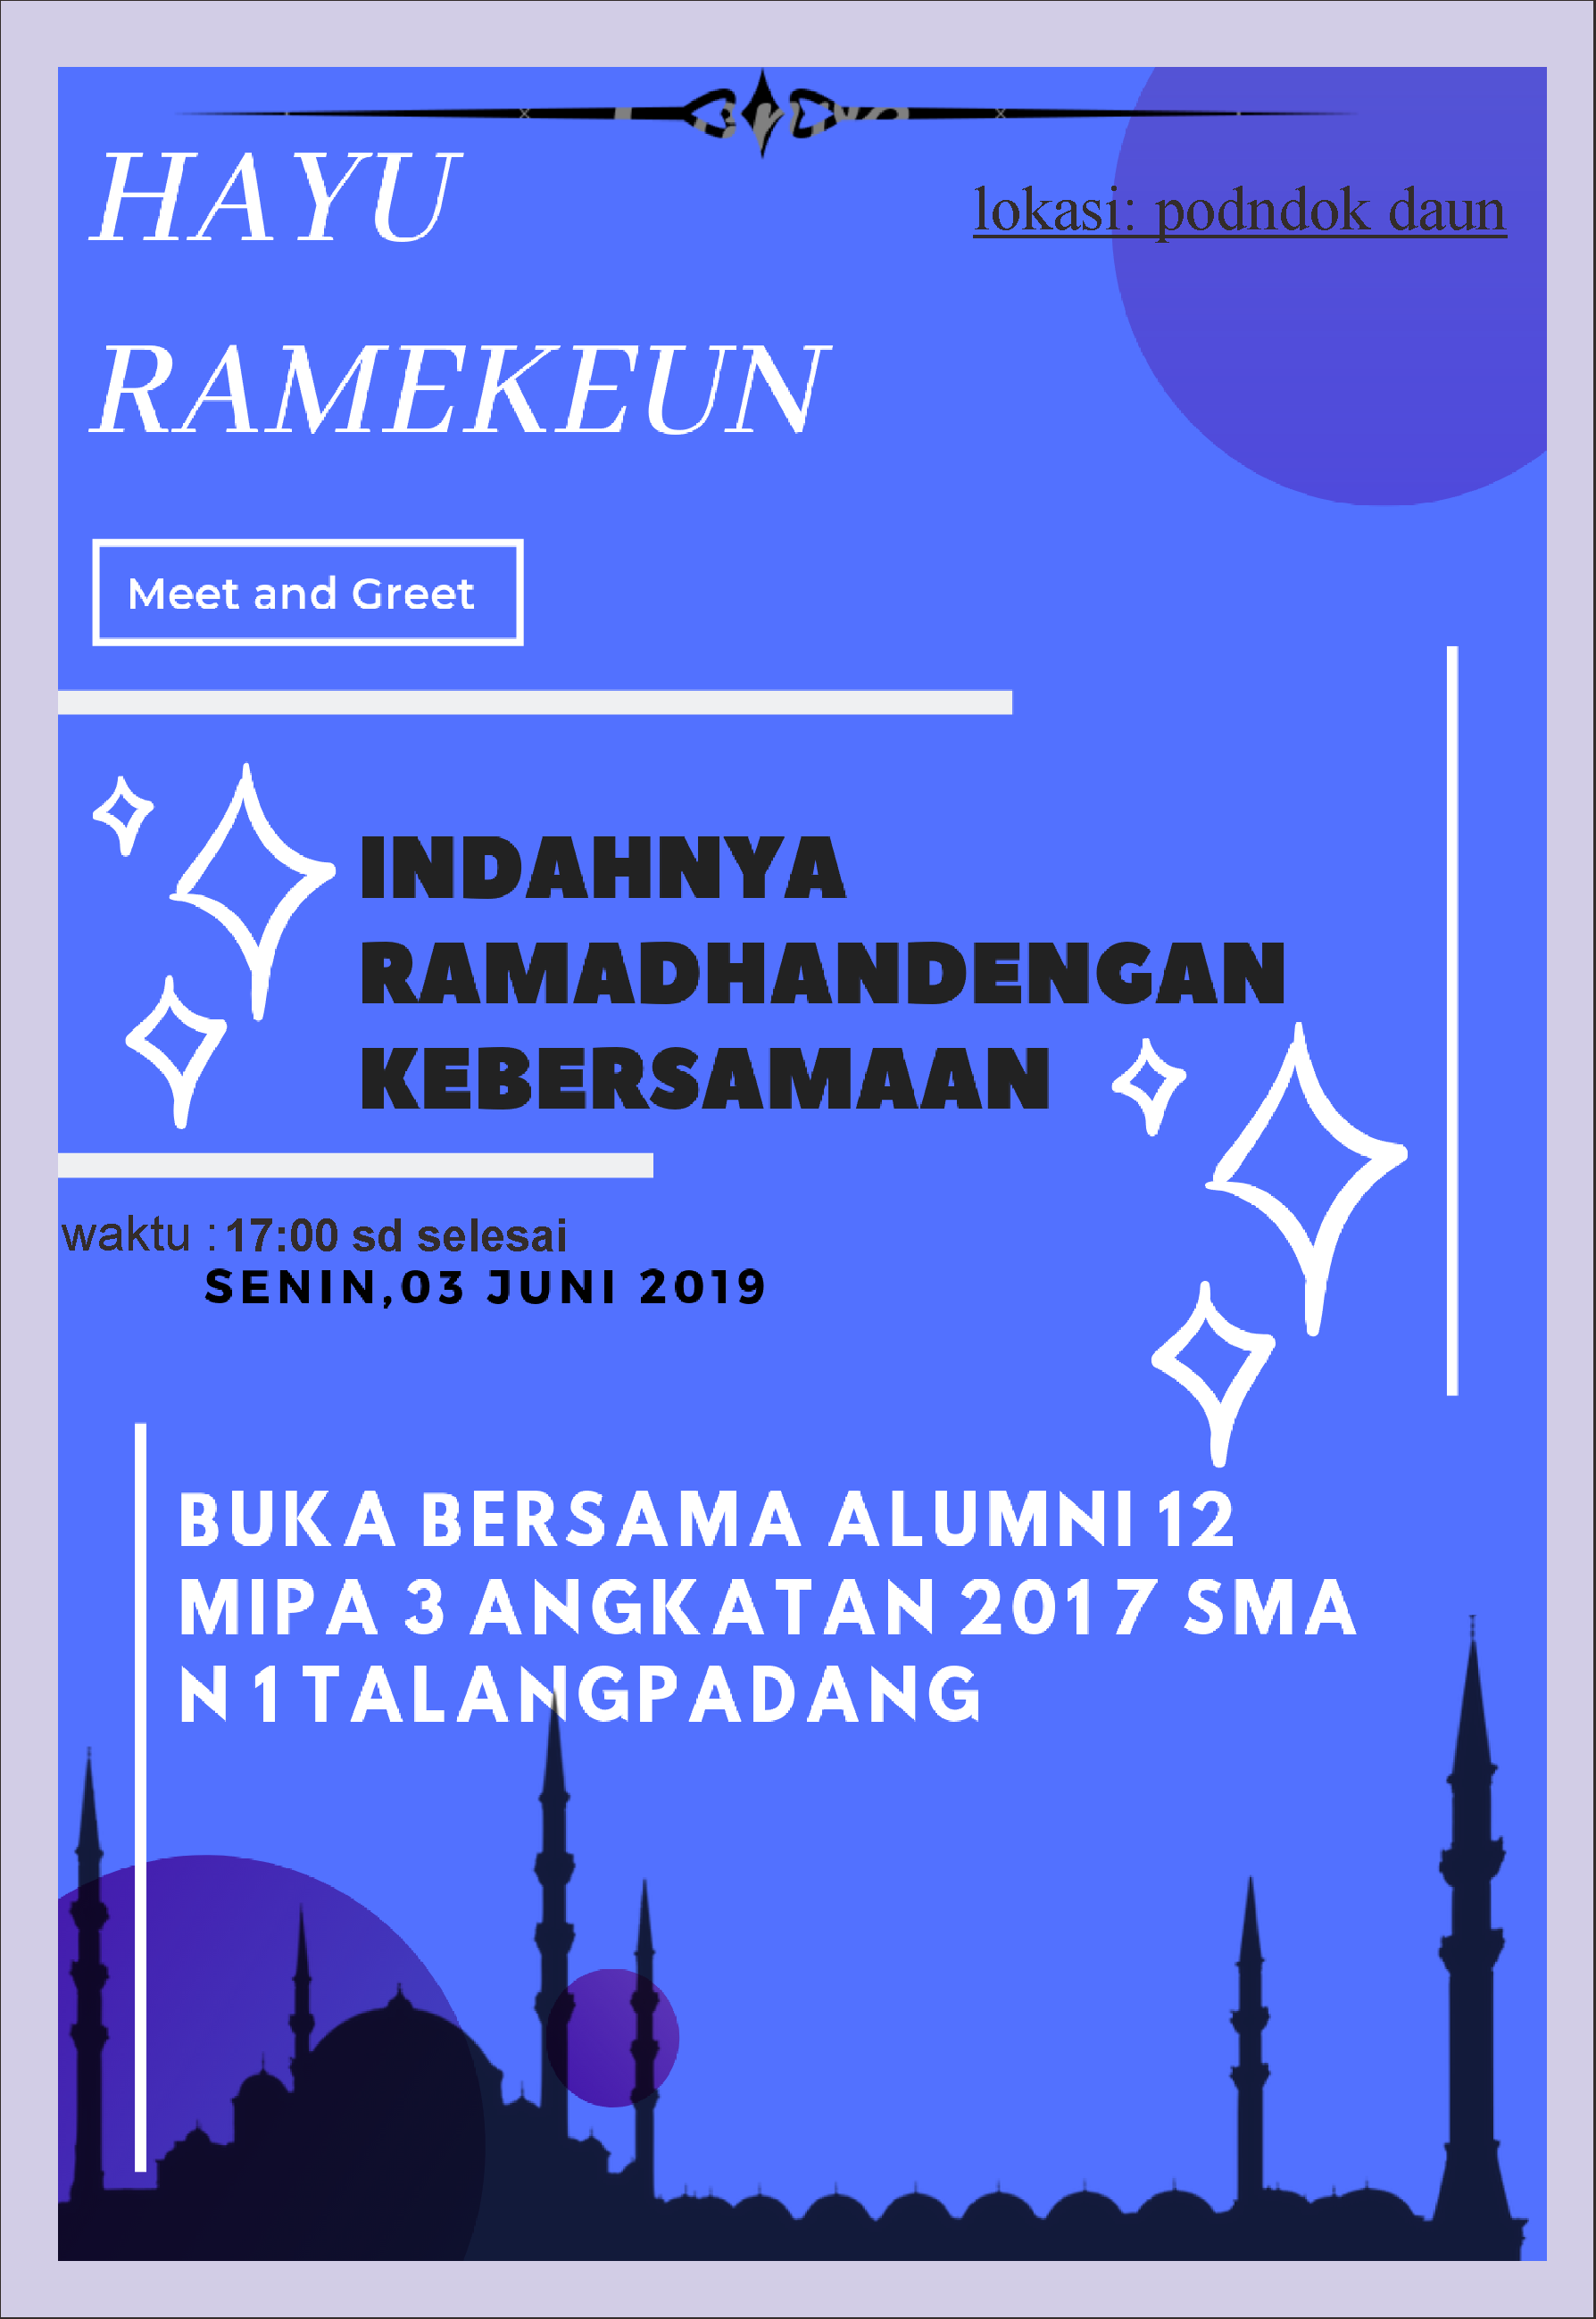 HAYU
lokasi: podndok daun
RAMEKEUN
Meet and Greet
INDAHNYA
RAMADHANDENGAN
KEBERSAMAAN
waktu : 17:00 sd selesai
SENIN,03 JUNI 2019
BUKA BERSAMA ALUMNI 12
MIPA 3 ANGKATAN 2017 SMA
N 1 TALANGPADANG